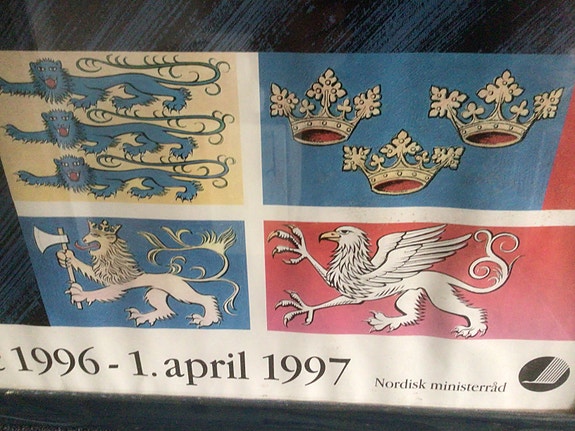 1996 - 1. april 1997
Nordisk ministerråd